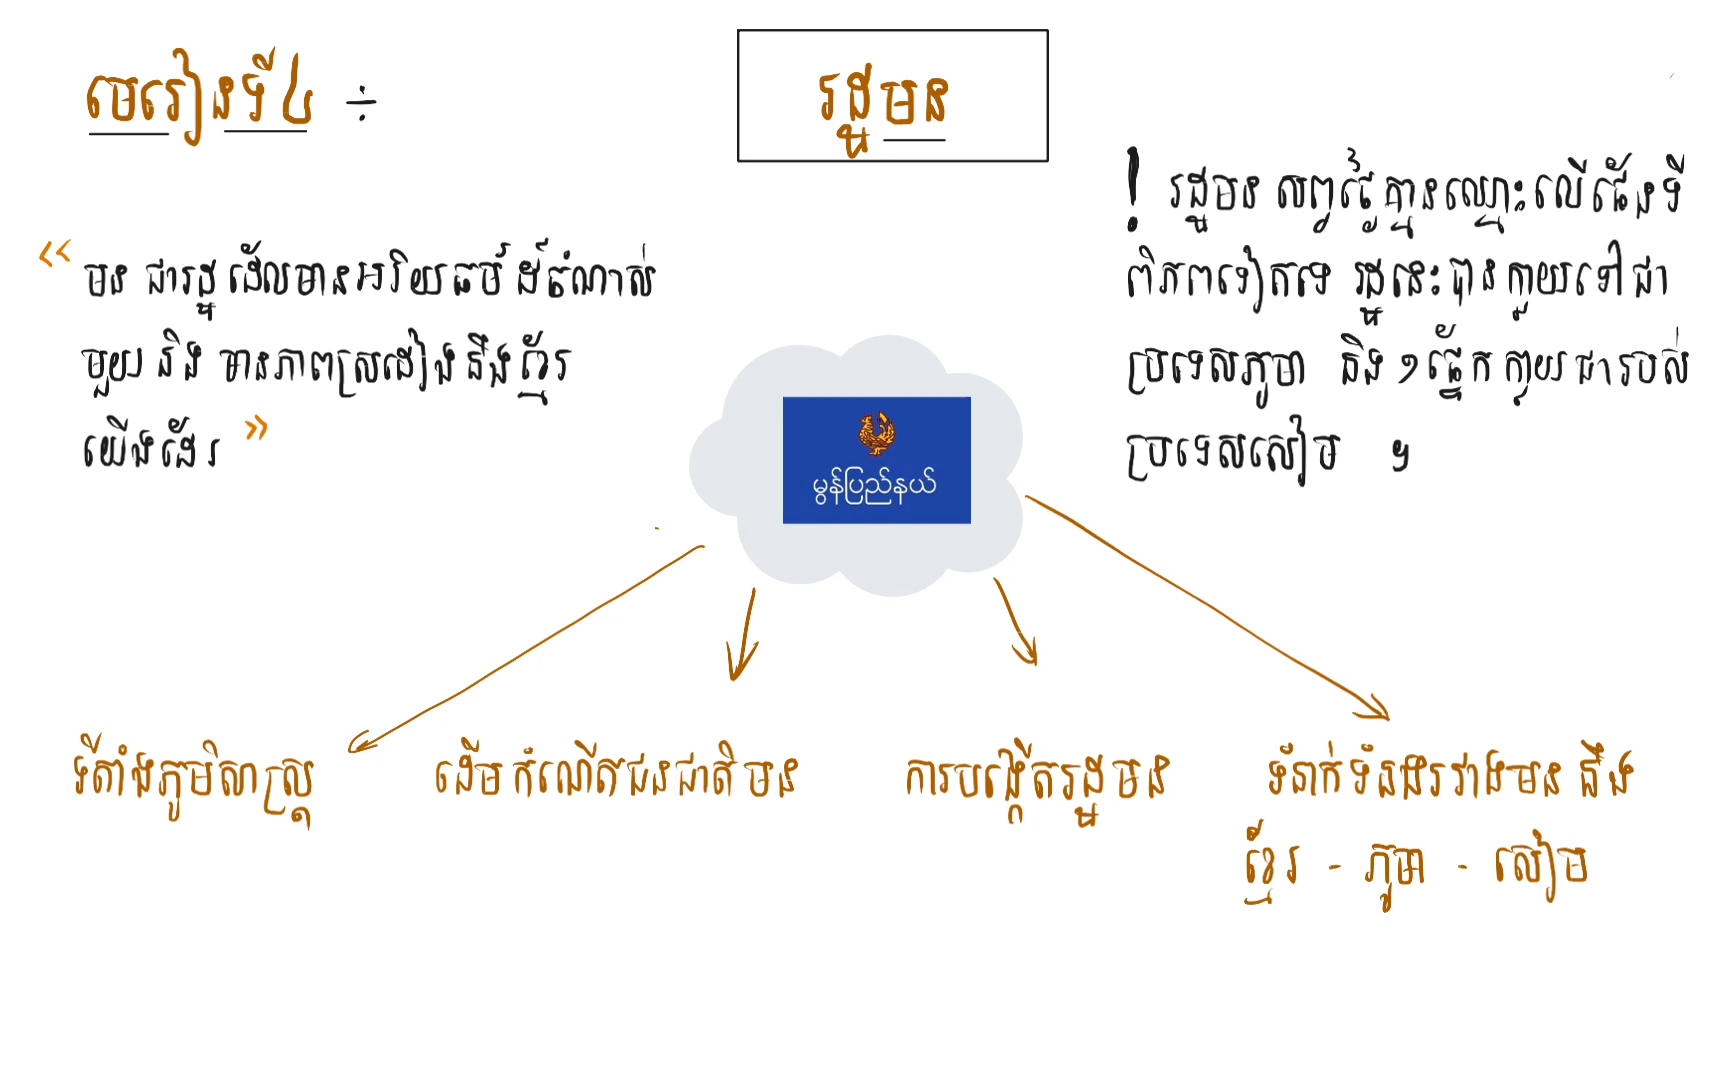 មេរៀនទី៤ ÷
រដ្ឋមន
« មន ជារដ្ឋ ដែលមានអរិយធម៌ ដ៍ចំណាស់
មួយ និង មានភាពស្រដៀងនឹងខ្មែរ
យើងដែរ »
! រដ្ឋមន សព្វថ្ងៃគ្មានឈ្មោះលើផែនទី
ពិភពទៀតទេ រដ្ឋនេះបានក្លាយទៅជា
ប្រទេសភូមា និង ១ផ្នែកក្លាយជារបស់
ប្រទេសសៀម ។
မွန်ပြည်နယ်
ទីតាំងភូមិសាស្ត្រ
ដើមកំណើតជនជាតិមន
ការបង្កើតរដ្ឋមន
ទំនាក់ទំនងរវាងមន នឹង
ខ្មែរ - ភូមា - សៀម